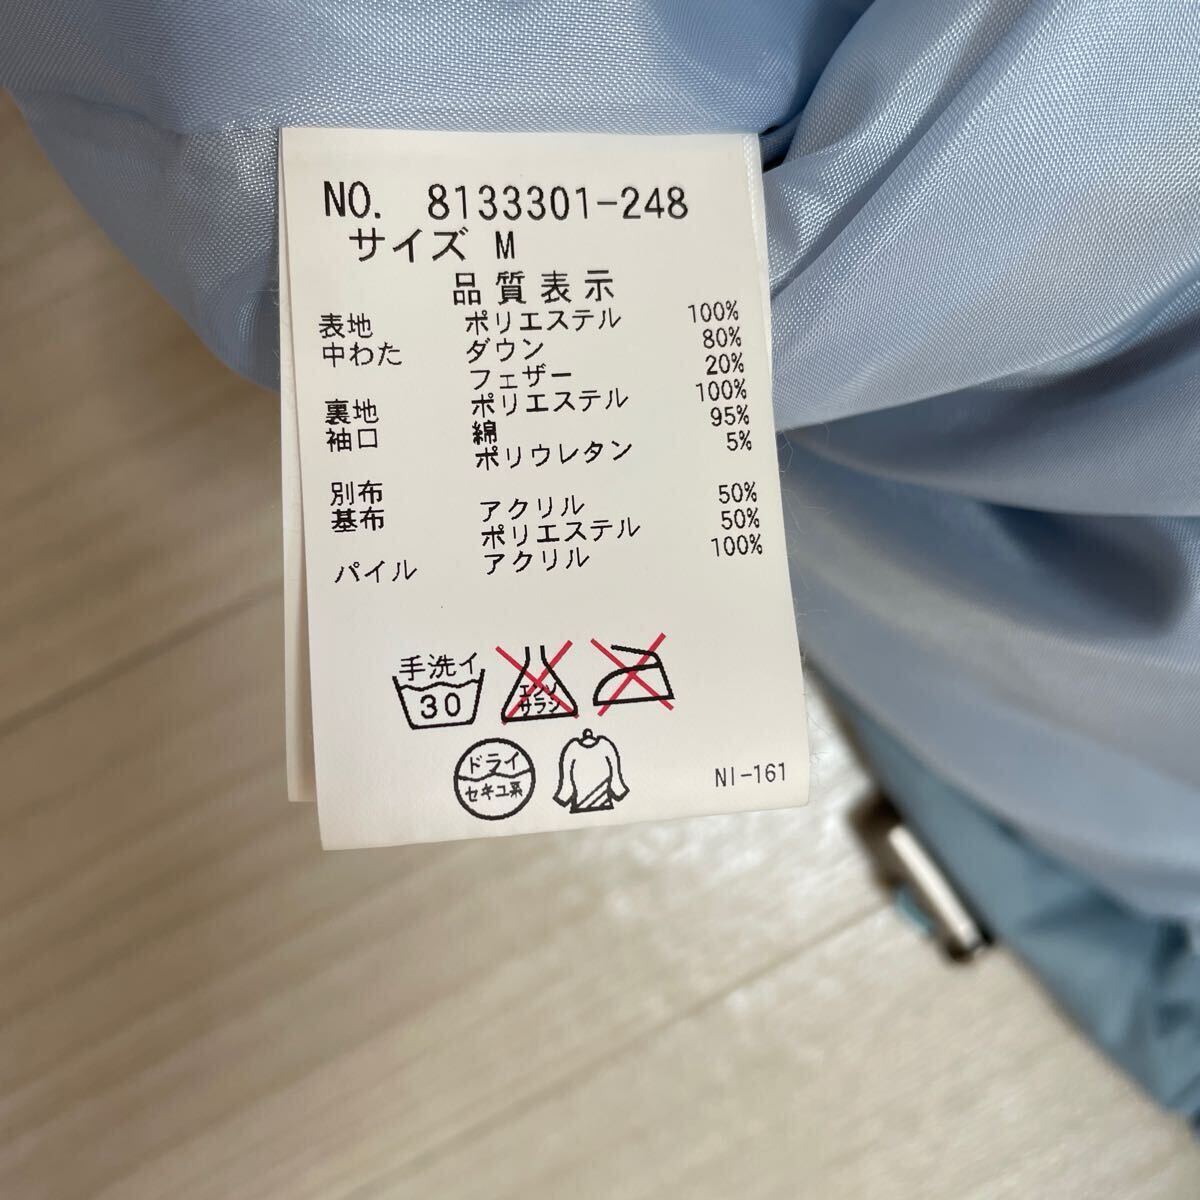 NO. 8133301-248
サイズ M
品質表示
表地 ポリエステル 100%
中わた ダウン 80%
フェザー 20%
裏地 ポリエステル 100%
袖口 綿 95%
ポリウレタン 5%
別布
基布 アクリル 50%
ポリエステル 50%
パイル アクリル 100%
手洗イ
30
エンソ
サラシ
ドライ
セキユ系
NI-161